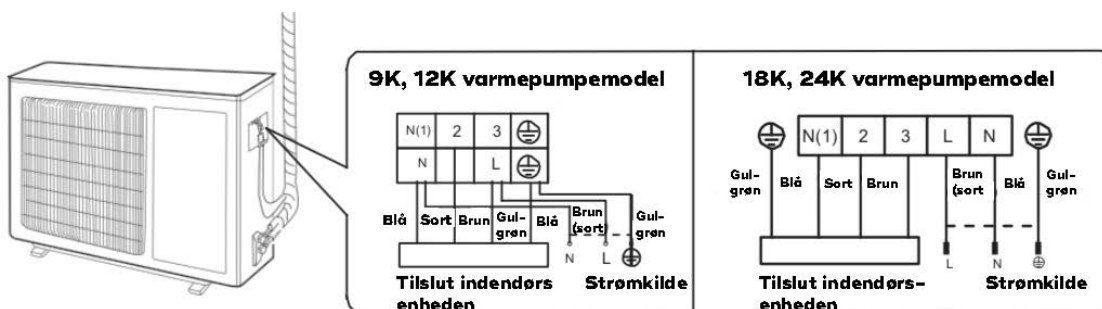 9K, 12K varmepumpemodel
N(1) 2 3
N L
Blå Sort Brun Gul-
grøn Blå Brun
(sort) Gul-
grøn
N L
Tilslut indendørs
enheden
Strømkilde
18K, 24K varmepumpemodel
N(1) 2 3 L N
Gul-
grøn Blå Sort Brun Brun
(sort Blå Gul-
grøn
L N
Tilslut indendørs-
enheden
Strømkilde